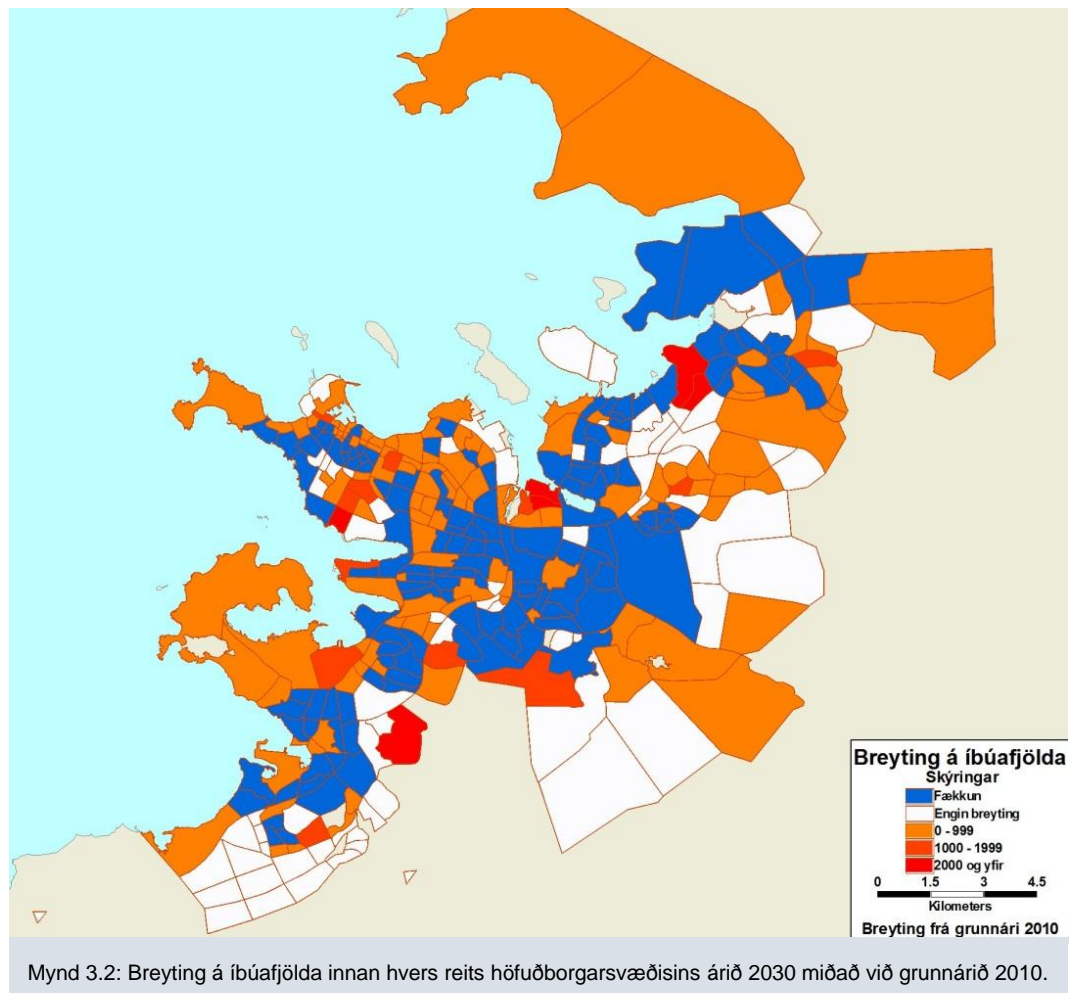 Breyting á íbúafjölda
Skýringar
Fækkun
Engin breyting
0 - 999
1000 - 1999
2000 og yfir
0 1.5 3 4.5
Kilometers
Breyting frá grunnári 2010
Mynd 3.2: Breyting á íbúafjölda innan hvers reits höfuðborgarsvæðisins árið 2030 miðað við grunnárið 2010.